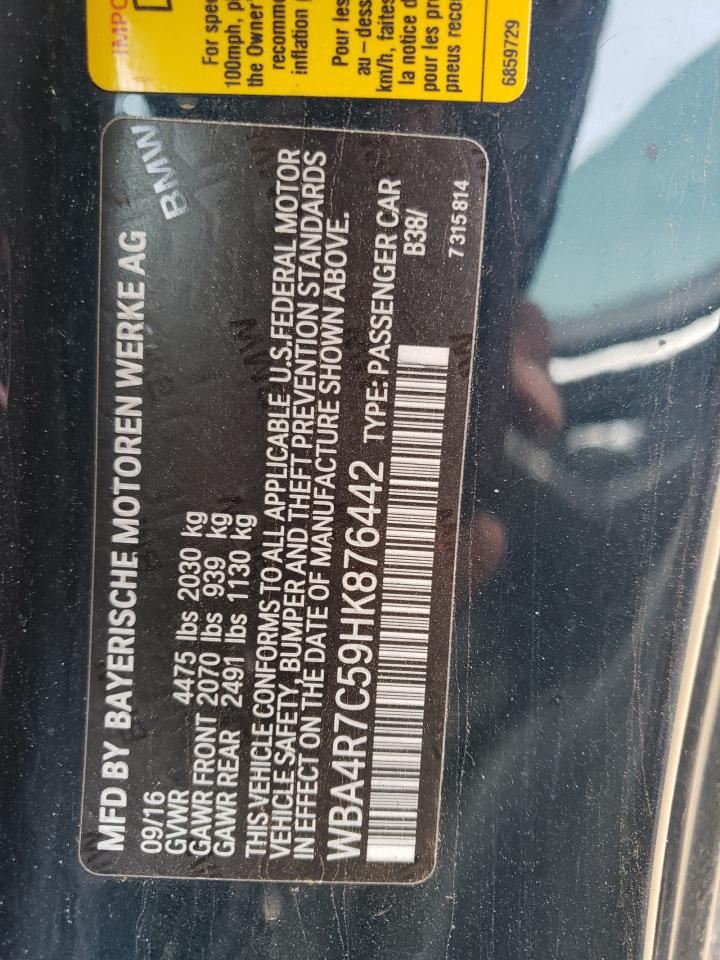 MFD BY BAYERISCHE MOTOREN WERKE AG
BMW
09/16
GVWR 4475 lbs 2030 kg
GAWR FRONT 2070 lbs 939 kg
GAWR REAR 2491 lbs 1130 kg
THIS VEHICLE CONFORMS TO ALL APPLICABLE U.S.FEDERAL MOTOR
VEHICLE SAFETY, BUMPER AND THEFT PREVENTION STANDARDS
IN EFFECT ON THE DATE OF MANUFACTURE SHOWN ABOVE.
WBA4R7C59HK876442 TYPE: PASSENGER CAR
B38/
7 315 814
IMPO
For spe
100mph, pl
the Owner'
recomme
inflation
Pour les
au-dess
km/h, faites
la notice d
pour les pr
pneus reco
6859729